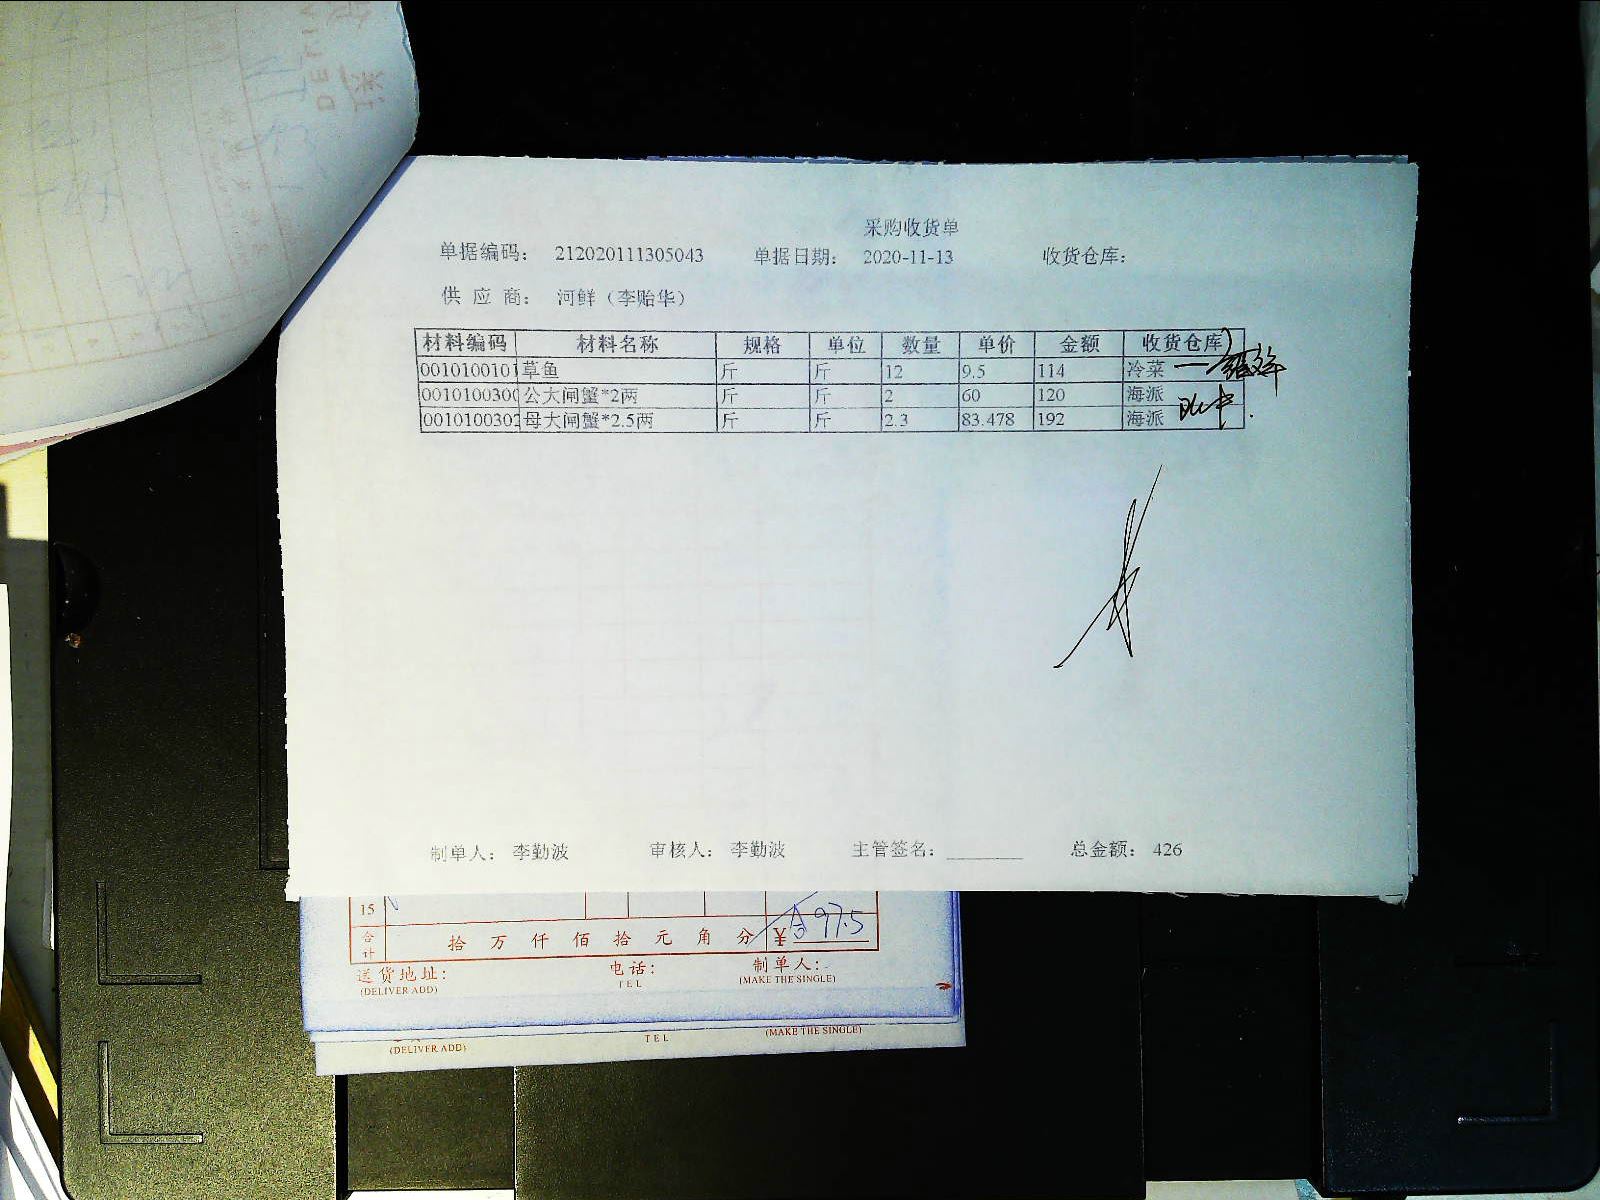 采购收货单
单据编码： 212020111305043 单据日期： 2020-11-13 收货仓库：
供 应 商： 河鲜（李贻华）
材料编码 材料名称 规格 单位 数量 单价 金额 收货仓库
0010100101 草鱼 斤 斤 12 9.5 114 冷菜
0010100300 公大闸蟹*2两 斤 斤 2 60 120 海派
0010100302 母大闸蟹*2.5两 斤 斤 2.3 83.478 192 海派
制单人： 李勤波 审核人： 李勤波 主管签名： 总金额： 426
15
合计 拾 万 仟 佰 拾 元 角 分 ¥ 97.5
送货地址： 电话： 制单人：
(DELIVER ADD) TEL (MAKE THE SINGLE)
(DELIVER ADD) TEL (MAKE THE SINGLE)